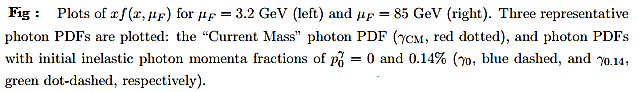 Fig :   Plots of xf(x, μF) for μF = 3.2 GeV (left) and μF = 85 GeV (right). Three representative
photon PDFs are plotted: the “Current Mass” photon PDF (γCM, red dotted), and photon PDFs
with initial inelastic photon momenta fractions of p₀^γ = 0 and 0.14% (γ₀, blue dashed, and γ₀.₁₄,
green dot-dashed, respectively).